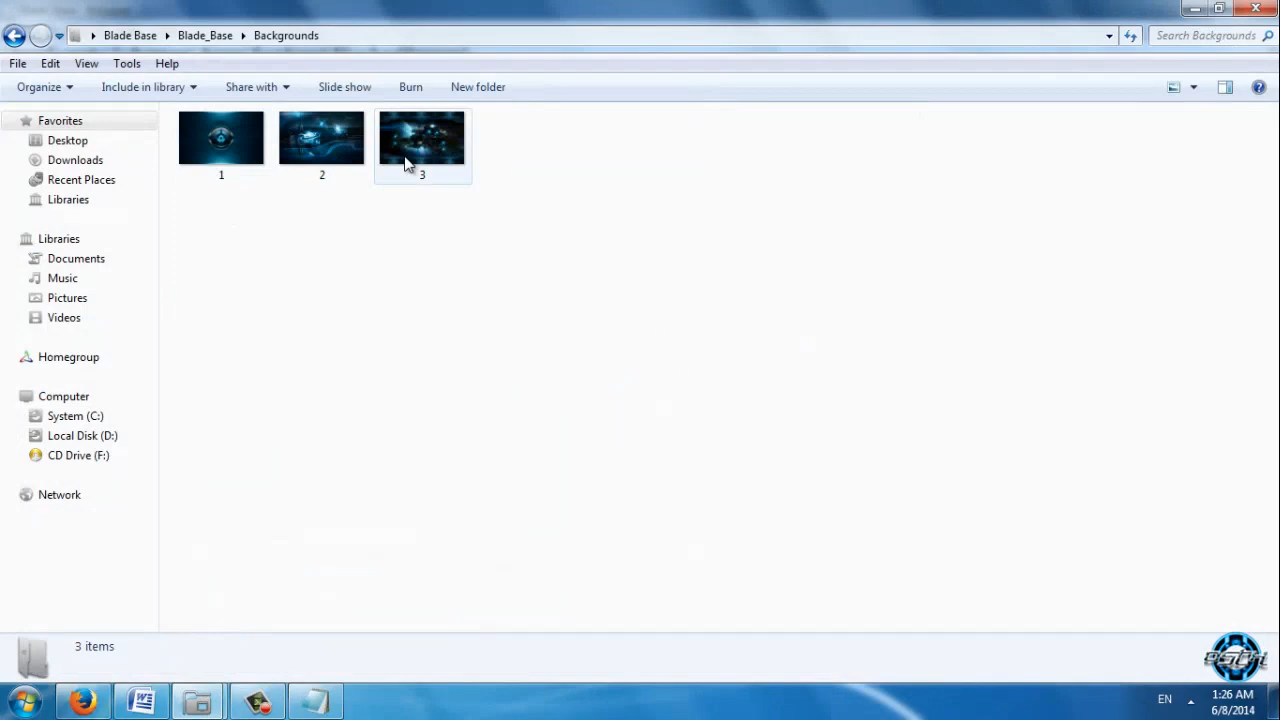 Blade Base Blade_Base Backgrounds Search Backgrounds
File Edit View Tools Help
Organize Include in library Share with Slide show Burn New folder
Favorites
Desktop
Downloads
Recent Places
Libraries
Libraries
Documents
Music
Pictures
Videos
Homegroup
Computer
System (C:)
Local Disk (D:)
CD Drive (F:)
Network
1 2 3
3 items
EN 1:26 AM
6/8/2014